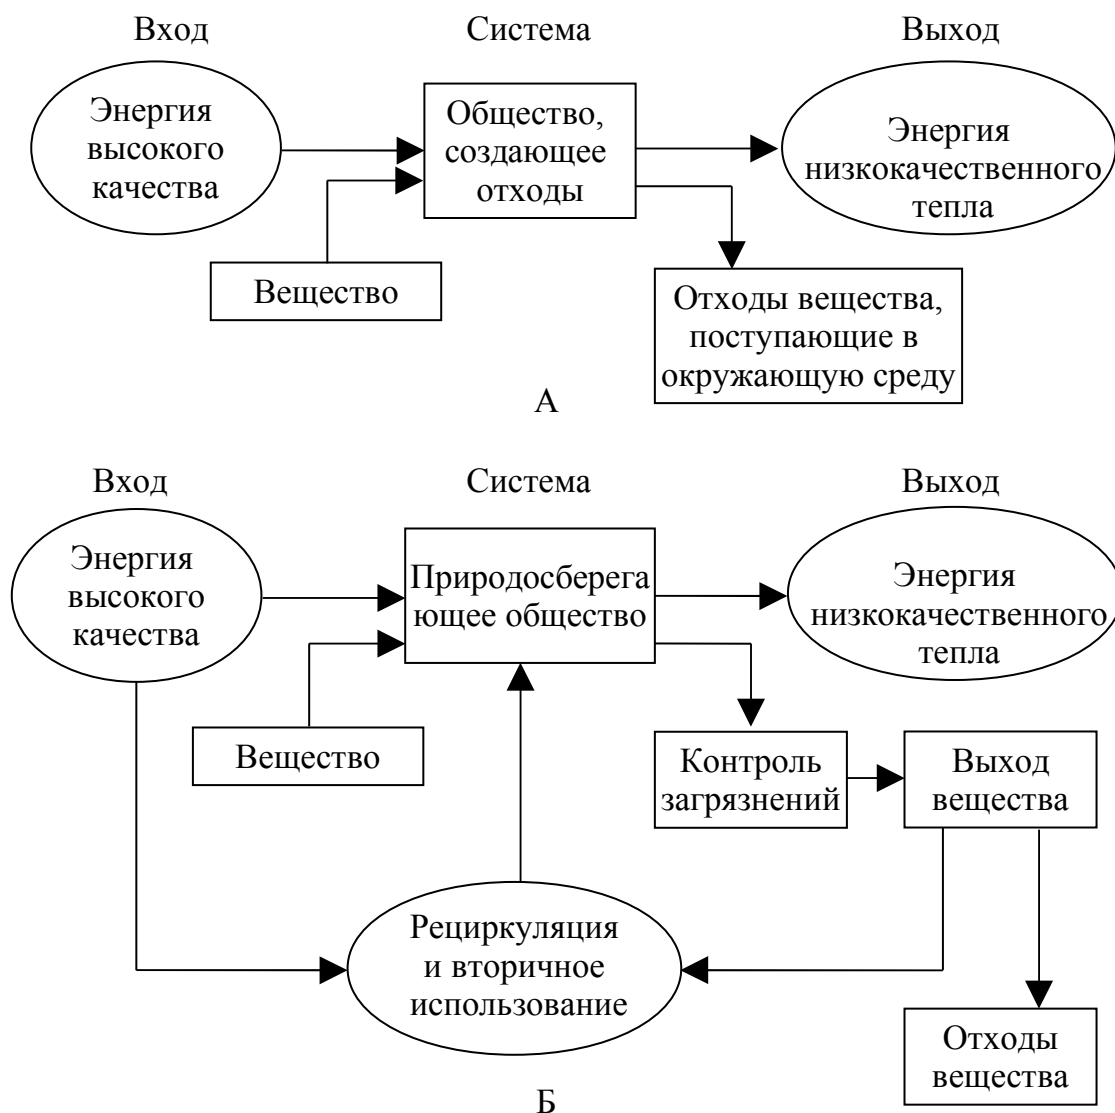 Вход
Система
Выход
Энергия
высокого
качества
Общество,
создающее
отходы
Энергия
низкокачественного
тепла
Вещество
Отходы вещества,
поступающие в
окружающую среду
А
Вход
Система
Выход
Энергия
высокого
качества
Природосберега
ющее общество
Энергия
низкокачественного
тепла
Вещество
Контроль
загрязнений
Выход
вещества
Рециркуляция
и вторичное
использование
Отходы
вещества
Б